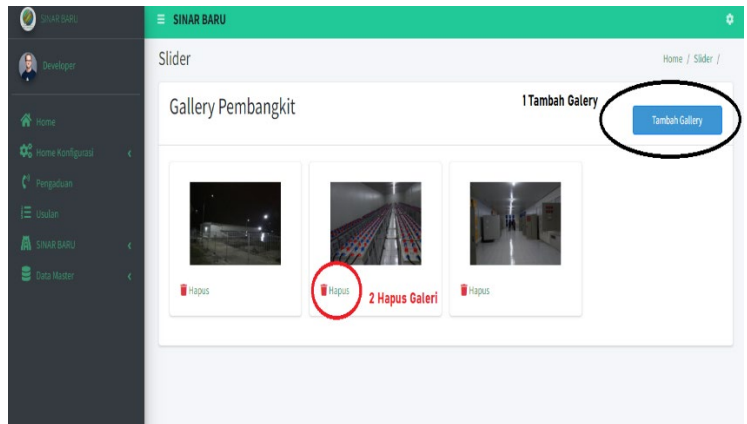 SINAR BARU
SINAR BARU
Developer
Slider
Home / Slider /
Home
Home Konfigurasi
Pengaduan
Usulan
SINAR BARU
Data Master
Gallery Pembangkit
1 Tambah Galery
Tambah Gallery
Hapus
Hapus
2 Hapus Galeri
Hapus